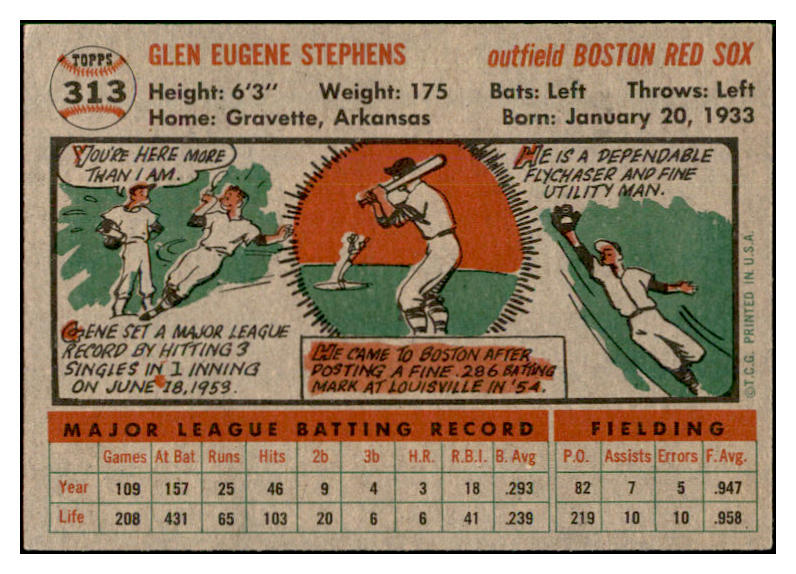 TOPPS
313
GLEN EUGENE STEPHENS outfield BOSTON RED SOX
Height: 6'3" Weight: 175 Bats: Left Throws: Left
Home: Gravette, Arkansas Born: January 20, 1933
YOU'RE HERE MORE
THAN I AM.
GENE SET A MAJOR LEAGUE
RECORD BY HITTING 3
SINGLES IN 1 INNING
ON JUNE 18, 1953.
HE CAME TO BOSTON AFTER
POSTING A FINE .286 BATTING
MARK AT LOUISVILLE IN '54.
HE IS A DEPENDABLE
FLYCHASER AND FINE
UTILITY MAN.
©T.C.G. PRINTED IN U.S.A.
MAJOR LEAGUE BATTING RECORD FIELDING
Games At Bat Runs Hits 2b 3b H.R. R.B.I. B. Avg P.O. Assists Errors F. Avg.
Year 109 157 25 46 9 4 3 18 .293 82 7 5 .947
Life 208 431 65 103 20 6 6 41 .239 219 10 10 .958